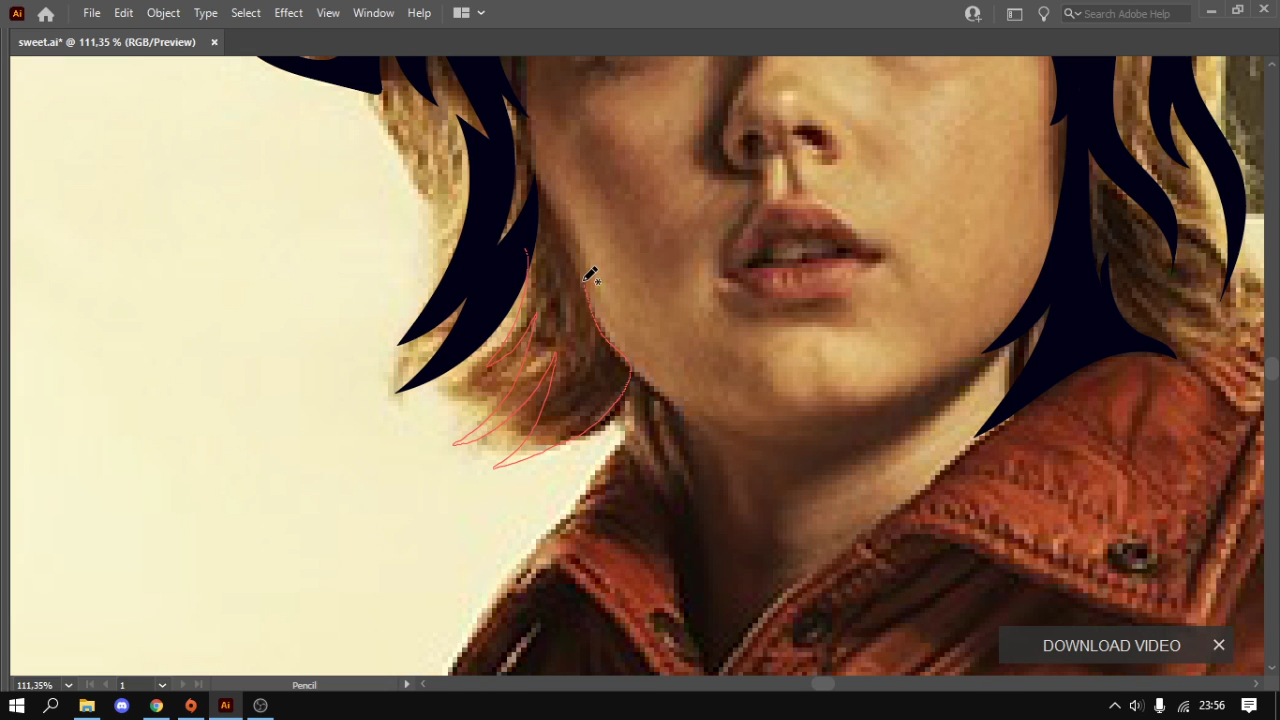 Ai File Edit Object Type Select Effect View Window Help Search Adobe Help
sweet.ai* @ 111,35 % (RGB/Preview) ×
DOWNLOAD VIDEO ×
111,35% 1 Pencil
Ai 23:56